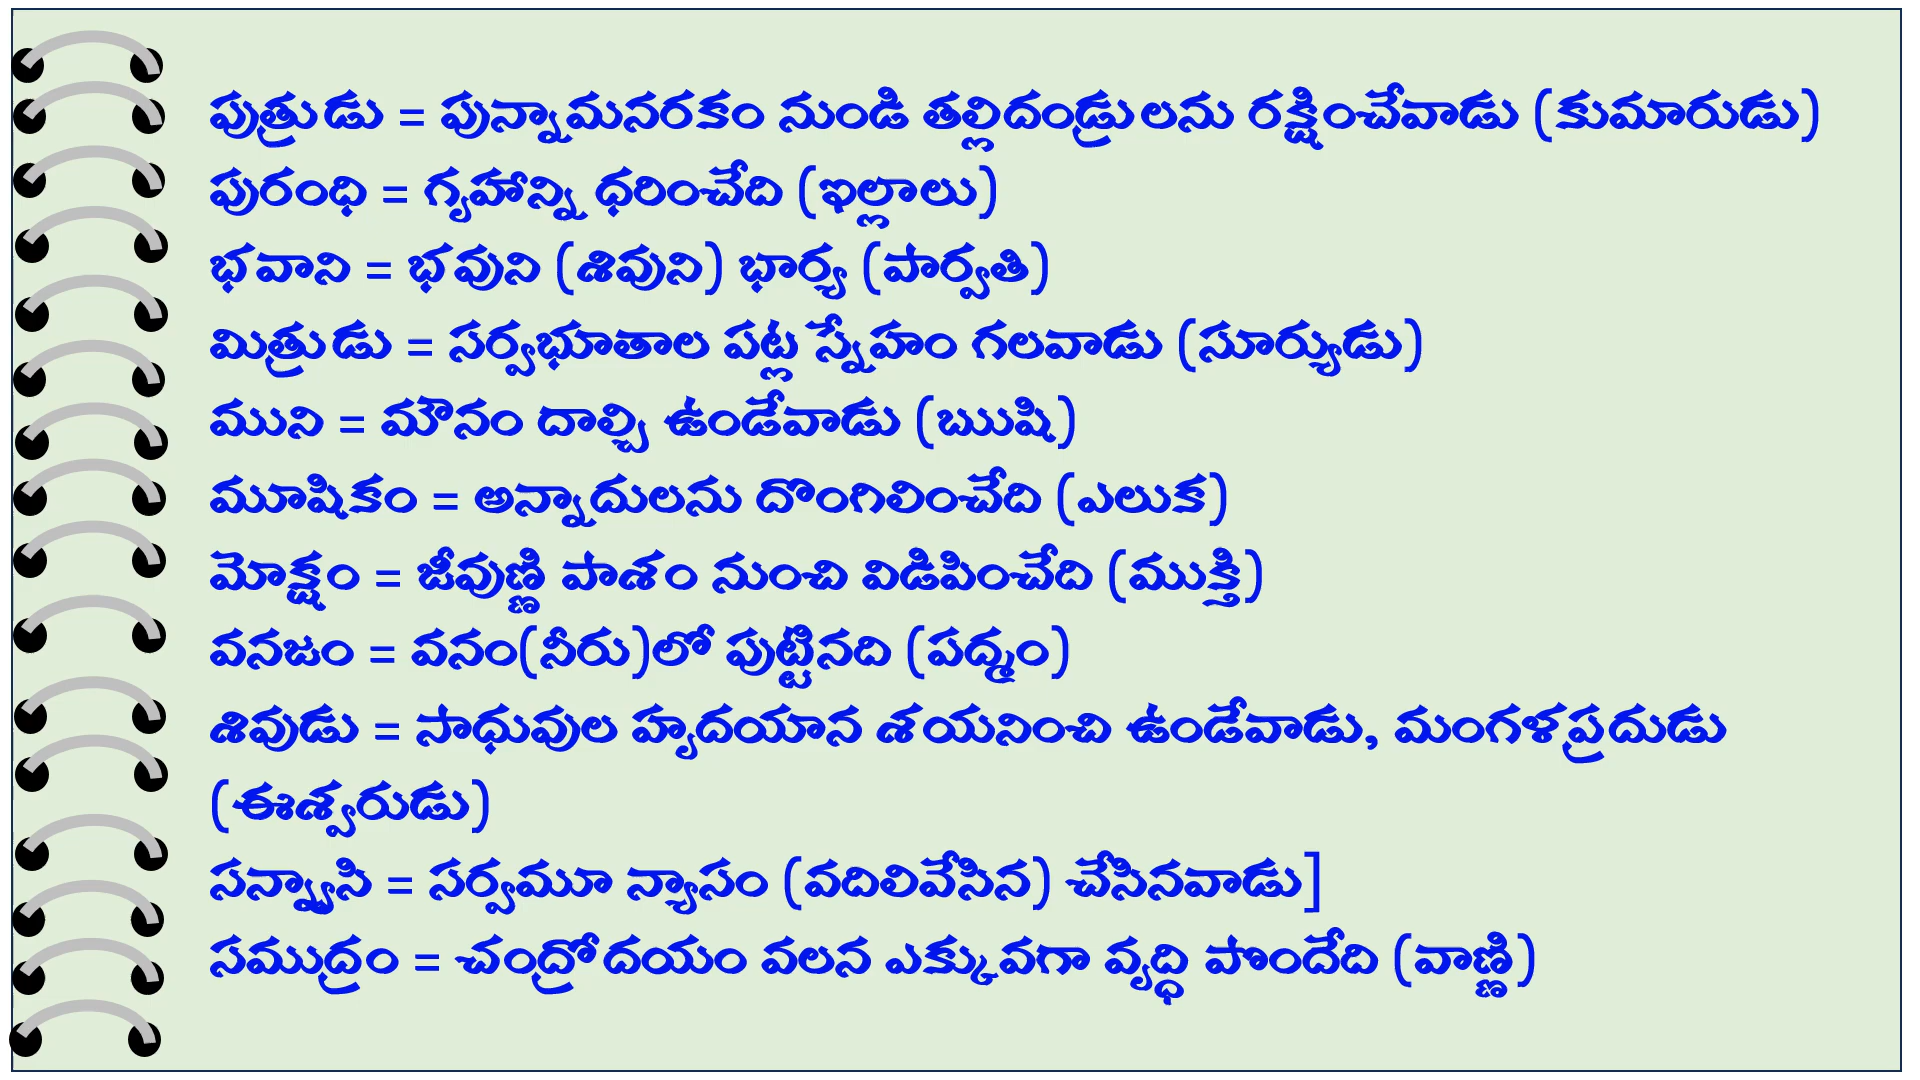 పుత్రుడు = పున్నామనరకం నుండి తల్లిదండ్రులను రక్షించేవాడు (కుమారుడు)
పురంధి = గృహాన్ని ధరించేది (ఇల్లాలు)
భవాని = భవుని (శివుని) భార్య (పార్వతి)
మిత్రుడు = సర్వభూతాల పట్ల స్నేహం గలవాడు (సూర్యుడు)
ముని = మౌనం దాల్చి ఉండేవాడు (ఋషి)
మూషికం = అన్నాదులను దొంగిలించేది (ఎలుక)
మోక్షం = జీవుణ్ణి పాశం నుంచి విడిపించేది (ముక్తి)
వనజం = వనం(నీరు)లో పుట్టినది (పద్మం)
శివుడు = సాధువుల హృదయాన శయనించి ఉండేవాడు, మంగళప్రదుడు
(ఈశ్వరుడు)
సన్న్యాసి = సర్వమూ న్యాసం (వదిలివేసిన) చేసినవాడు]
సముద్రం = చంద్రోదయం వలన ఎక్కువగా వృద్ధి పొందేది (వాణ్ణి)